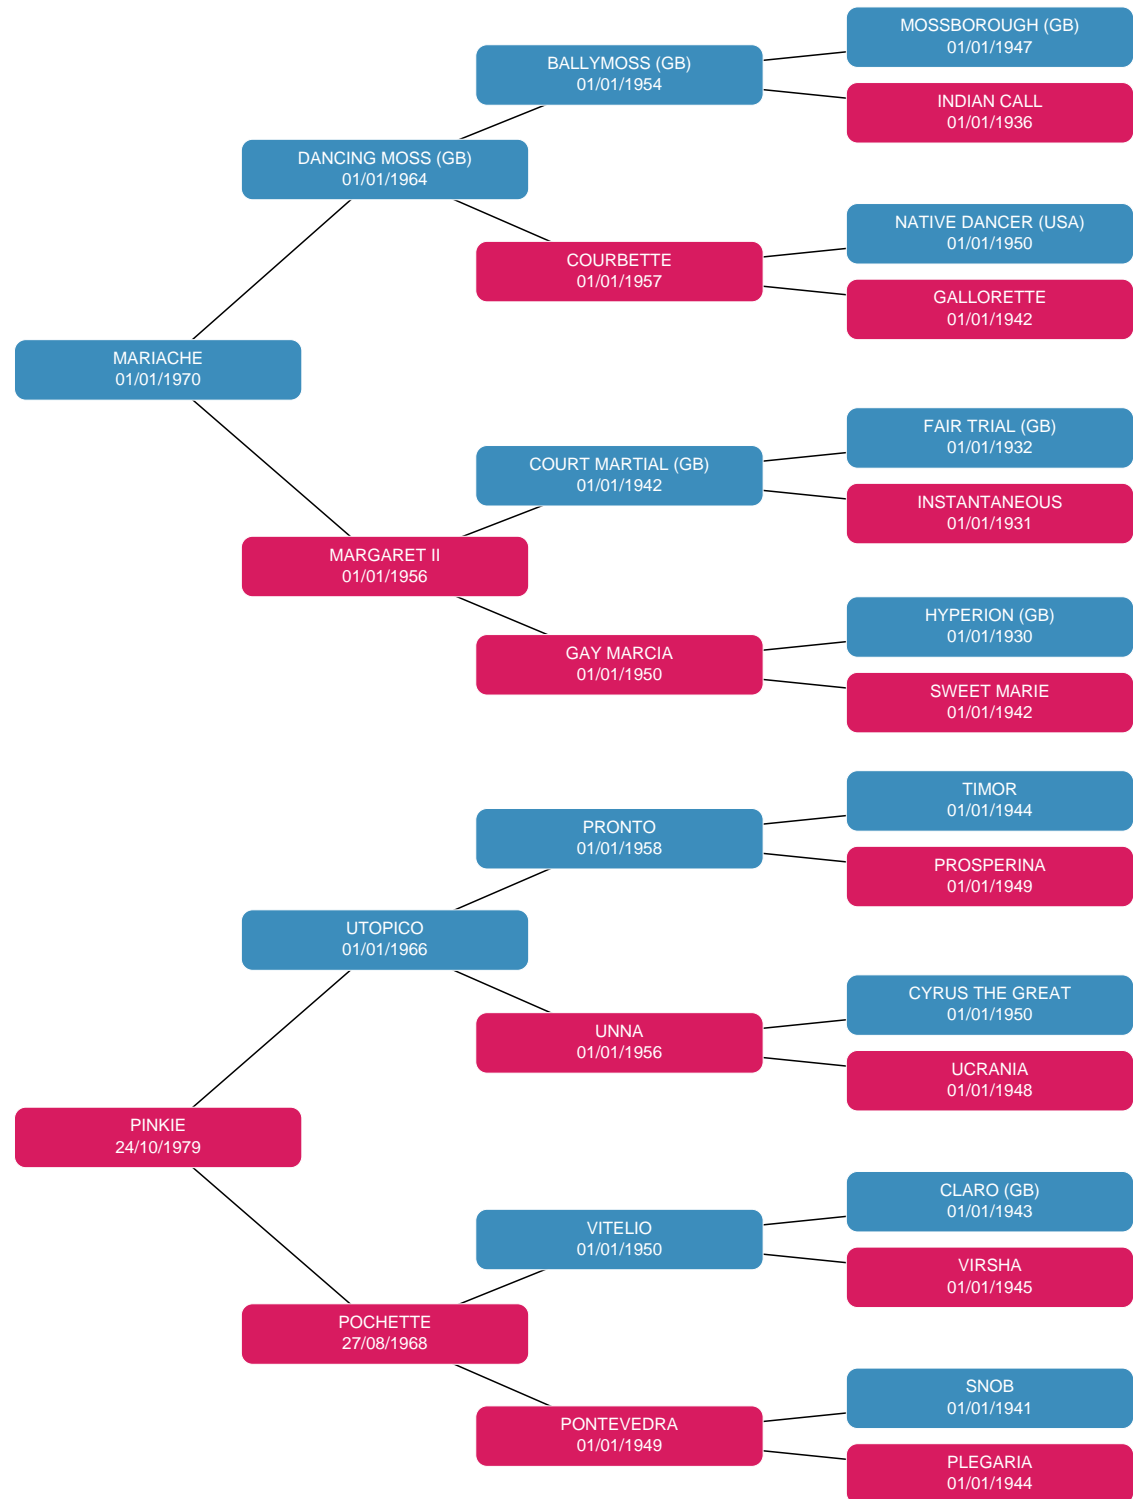 MOSSBOROUGH (GB)
01/01/1947
BALLYMOSS (GB)
01/01/1954
INDIAN CALL
01/01/1936
DANCING MOSS (GB)
01/01/1964
NATIVE DANCER (USA)
01/01/1950
COURBETTE
01/01/1957
GALLORETTE
01/01/1942
MARIACHE
01/01/1970
FAIR TRIAL (GB)
01/01/1932
COURT MARTIAL (GB)
01/01/1942
INSTANTANEOUS
01/01/1931
MARGARET II
01/01/1956
HYPERION (GB)
01/01/1930
GAY MARCIA
01/01/1950
SWEET MARIE
01/01/1942
TIMOR
01/01/1944
PRONTO
01/01/1958
PROSPERINA
01/01/1949
UTOPICO
01/01/1966
CYRUS THE GREAT
01/01/1950
UNNA
01/01/1956
UCRANIA
01/01/1948
PINKIE
24/10/1979
CLARO (GB)
01/01/1943
VITELIO
01/01/1950
VIRSHA
01/01/1945
POCHETTE
27/08/1968
SNOB
01/01/1941
PONTEVEDRA
01/01/1949
PLEGARIA
01/01/1944